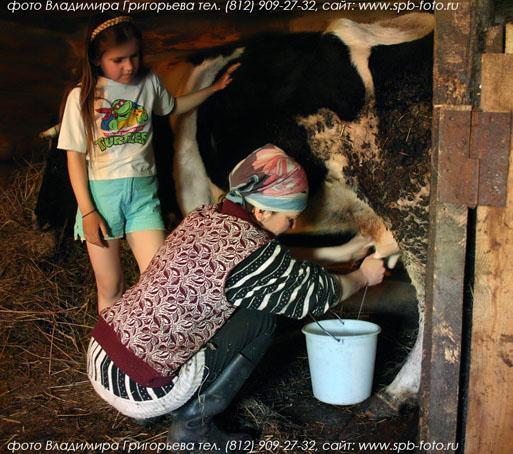 фото Владимира Григорьева тел. (812) 909-27-32, сайт: www.spb-foto.ru
TURTLES
фото Владимира Григорьева тел. (812) 909-27-32, сайт: www.spb-foto.ru